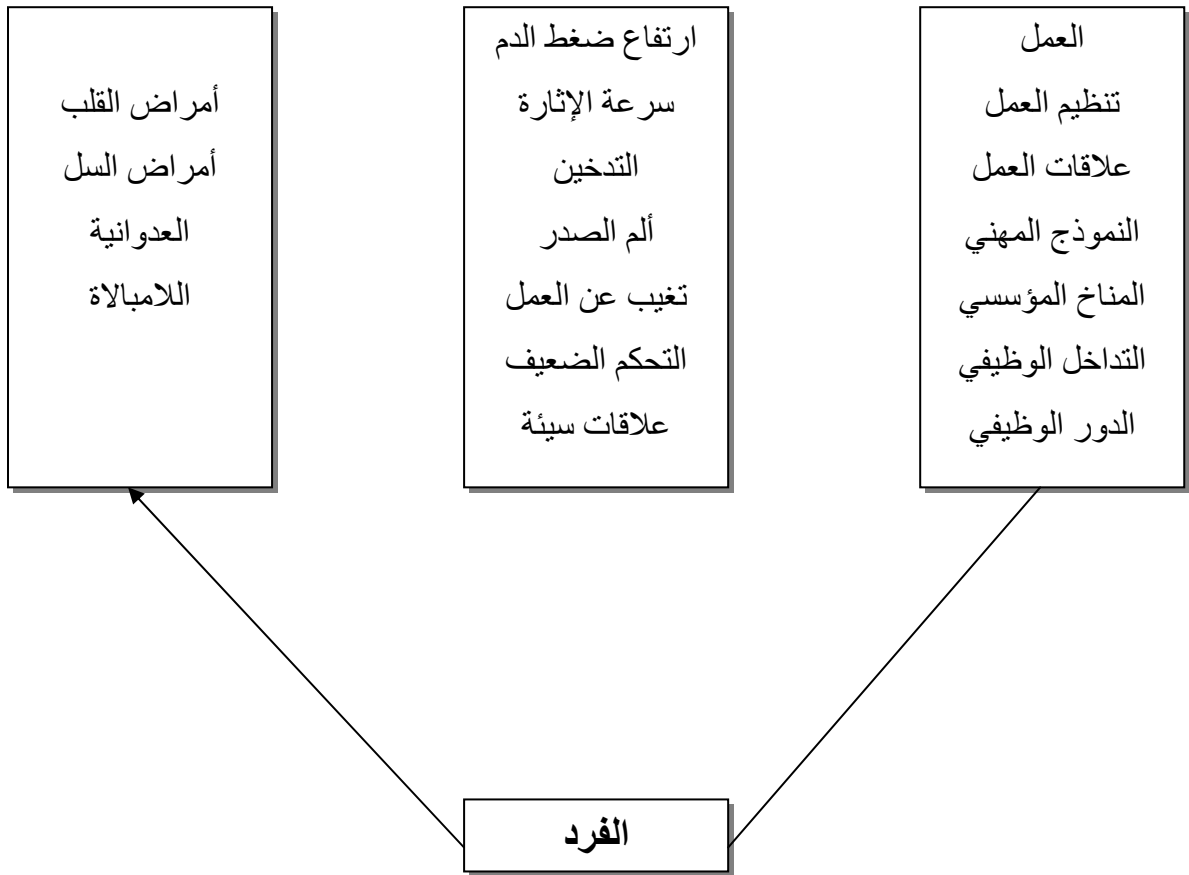 العمل
تنظيم العمل
علاقات العمل
النموذج المهني
المناخ المؤسسي
التداخل الوظيفي
الدور الوظيفي
ارتفاع ضغط الدم
سرعة الإثارة
التدخين
ألم الصدر
تغيب عن العمل
التحكم الضعيف
علاقات سيئة
أمراض القلب
أمراض السل
العدوانية
اللامبالاة
الفرد